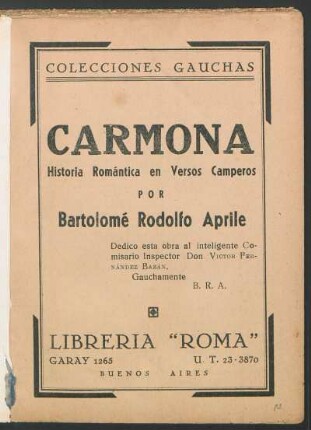 COLECCIONES GAUCHAS
CARMONA
Historia Romántica en Versos Camperos
POR
Bartolomé Rodolfo Aprile
Dedico esta obra al inteligente Co-
misario Inspector Don VICTOR FER-
NÁNDEZ BAZÁN,
Gauchamente
B. R. A.
LIBRERIA "ROMA"
GARAY 1265 U. T. 23-3870
BUENOS AIRES